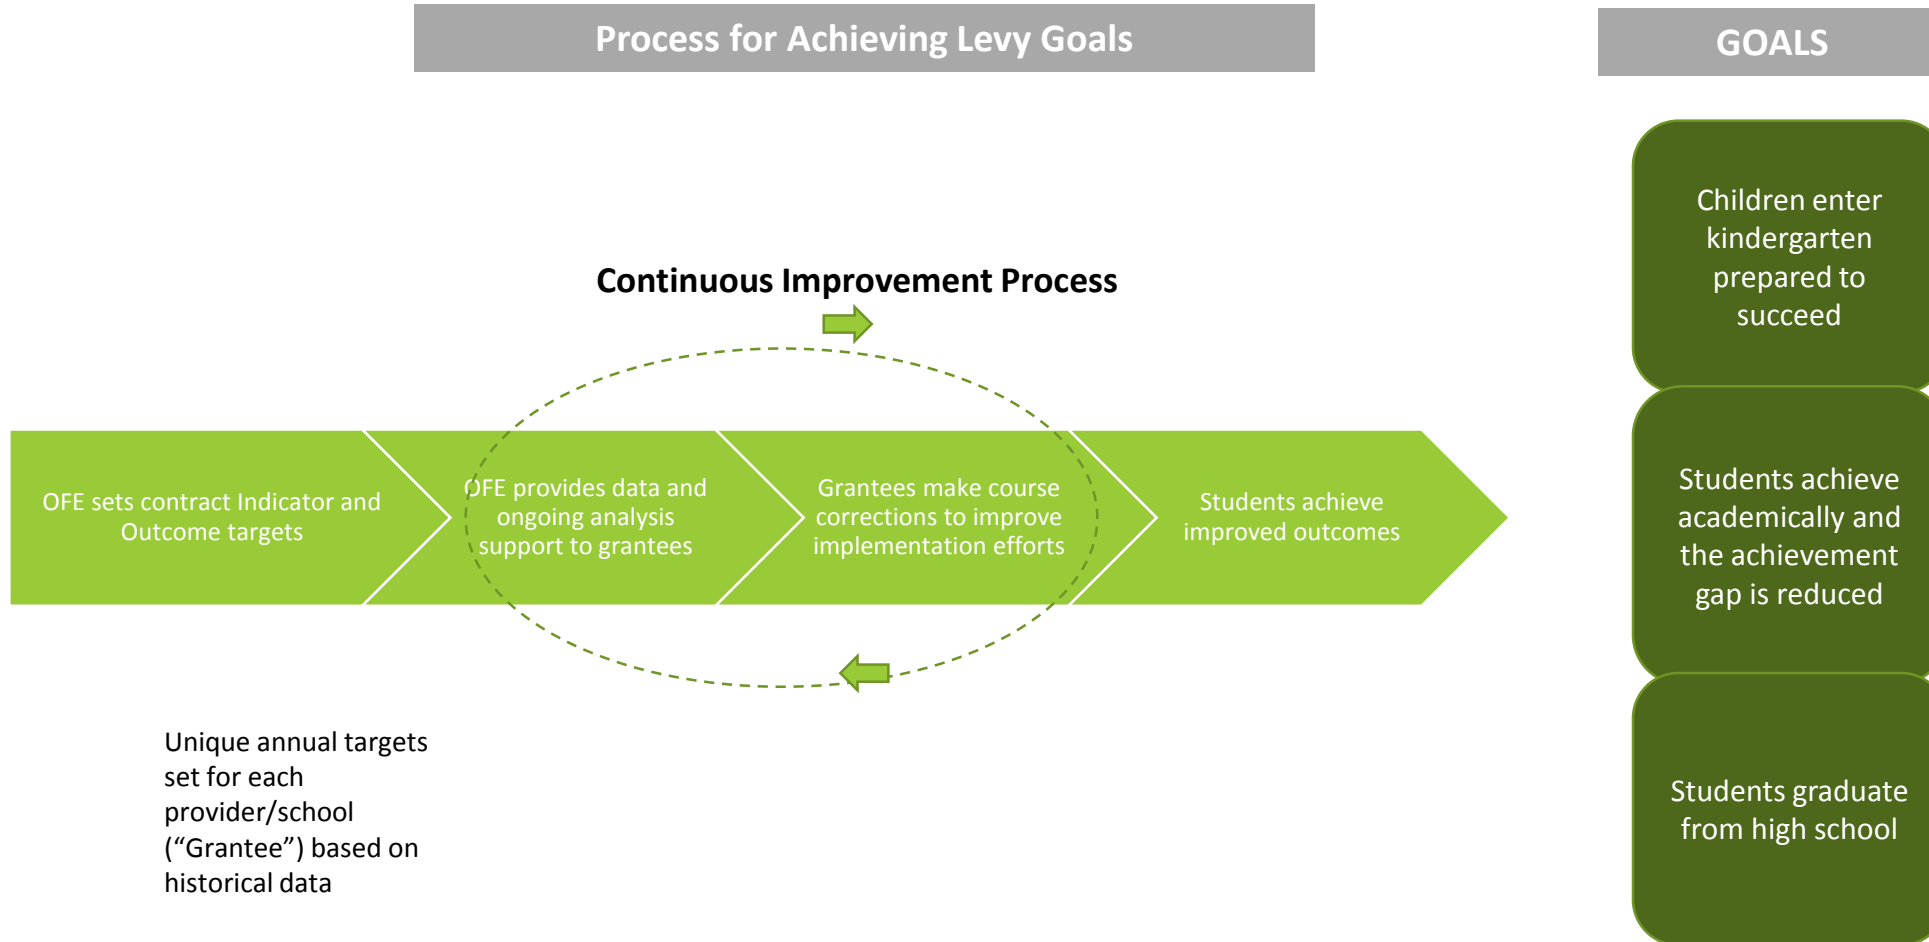 Process for Achieving Levy Goals
GOALS
Children enter
kindergarten
prepared to
succeed
Continuous Improvement Process
OFE sets contract Indicator and
Outcome targets
OFE provides data and
ongoing analysis
support to grantees
Grantees make course
corrections to improve
implementation efforts
Students achieve
improved outcomes
Students achieve
academically and
the achievement
gap is reduced
Unique annual targets
set for each
provider/school
(“Grantee”) based on
historical data
Students graduate
from high school